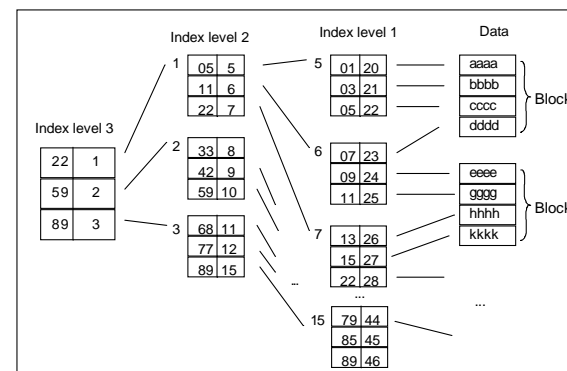 Index level 3
22 1
59 2
89 3
Index level 2
1
05 5
11 6
22 7
2
33 8
42 9
59 10
3
68 11
77 12
89 15
...
Index level 1
5
01 20
03 21
05 22
6
07 23
09 24
11 25
7
13 26
15 27
22 28
...
15
79 44
85 45
89 46
Data
aaaa
bbbb
cccc
dddd
Block
eeee
gggg
hhhh
kkkk
Block
...